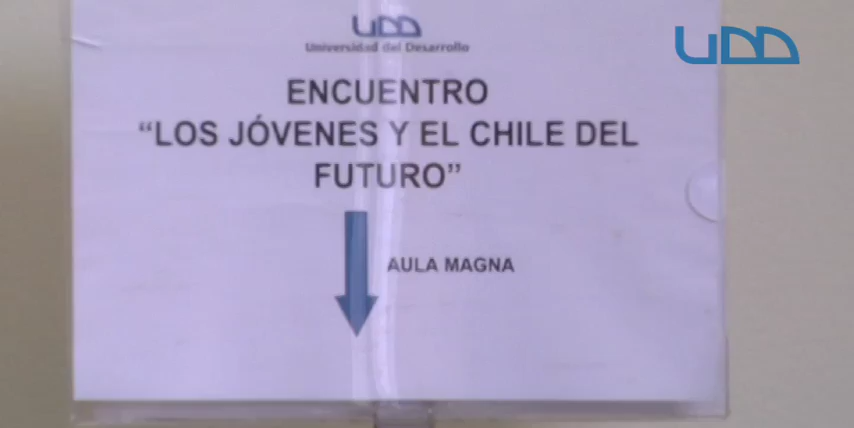 UDD
UDD
Universidad del Desarrollo
ENCUENTRO
“LOS JÓVENES Y EL CHILE DEL
FUTURO”
AULA MAGNA